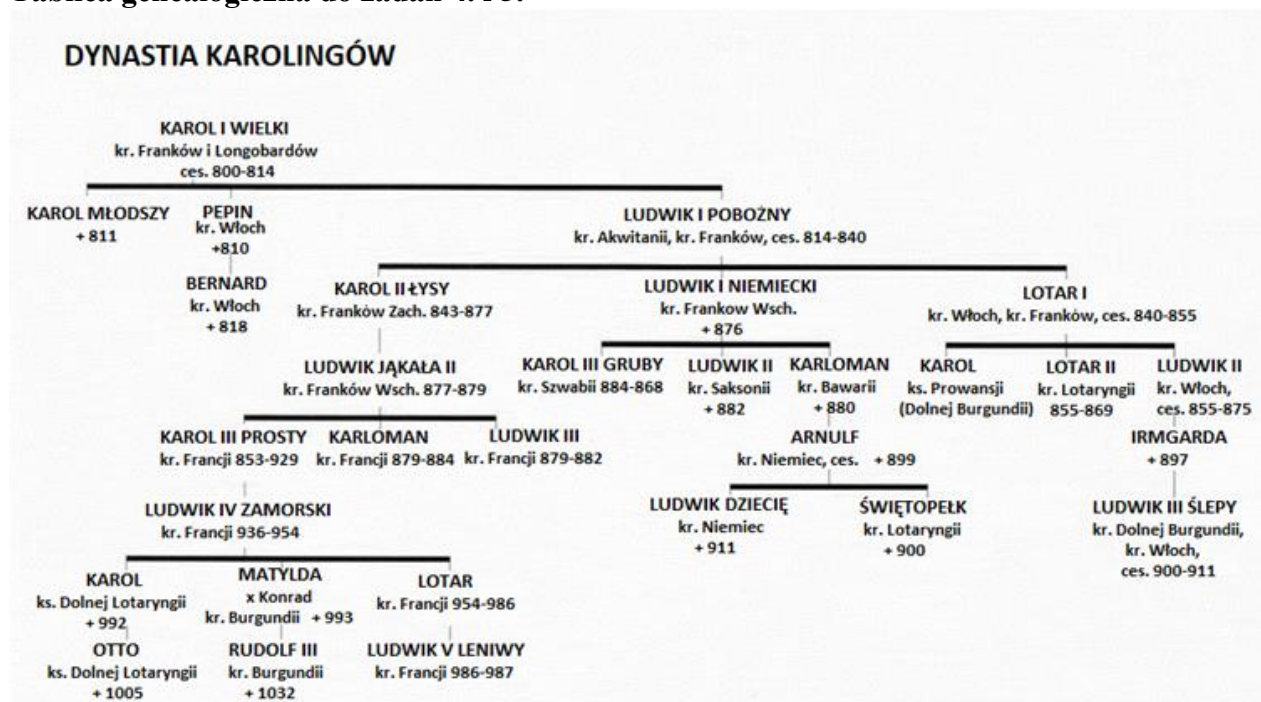 DYNASTIA KAROLINGÓW
KAROL I WIELKI
kr. Franków i Longobardów
ces. 800-814
KAROL MŁODSZY
+ 811
PEPIN
kr. Włoch
+810
LUDWIK I POBOŻNY
kr. Akwitanii, kr. Franków, ces. 814-840
BERNARD
kr. Włoch
+ 818
KAROL II ŁYSY
kr. Franków Zach. 843-877
LUDWIK I NIEMIECKI
kr. Frankow Wsch.
+ 876
LOTAR I
kr. Włoch, kr. Franków, ces. 840-855
LUDWIK JĄKAŁA II
kr. Franków Wsch. 877-879
KAROL III GRUBY
kr. Szwabii 884-868
LUDWIK II
kr. Saksonii
+ 882
KARLOMAN
kr. Bawarii
+ 880
KAROL
ks. Prowansji
(Dolnej Burgundii)
LOTAR II
kr. Lotaryngii
855-869
LUDWIK II
kr. Włoch,
ces. 855-875
KAROL III PROSTY
kr. Francji 853-929
KARLOMAN
kr. Francji 879-884
LUDWIK III
kr. Francji 879-882
ARNULF
kr. Niemiec, ces. + 899
IRMGARDA
+ 897
LUDWIK IV ZAMORSKI
kr. Francji 936-954
LUDWIK DZIECIĘ
kr. Niemiec
+ 911
ŚWIĘTOPEŁK
kr. Lotaryngii
+ 900
LUDWIK III ŚLEPY
kr. Dolnej Burgundii,
kr. Włoch,
ces. 900-911
KAROL
ks. Dolnej Lotaryngii
+ 992
MATYLDA
x Konrad
kr. Burgundii + 993
LOTAR
kr. Francji 954-986
OTTO
ks. Dolnej Lotaryngii
+ 1005
RUDOLF III
kr. Burgundii
+ 1032
LUDWIK V LENIWY
kr. Francji 986-987